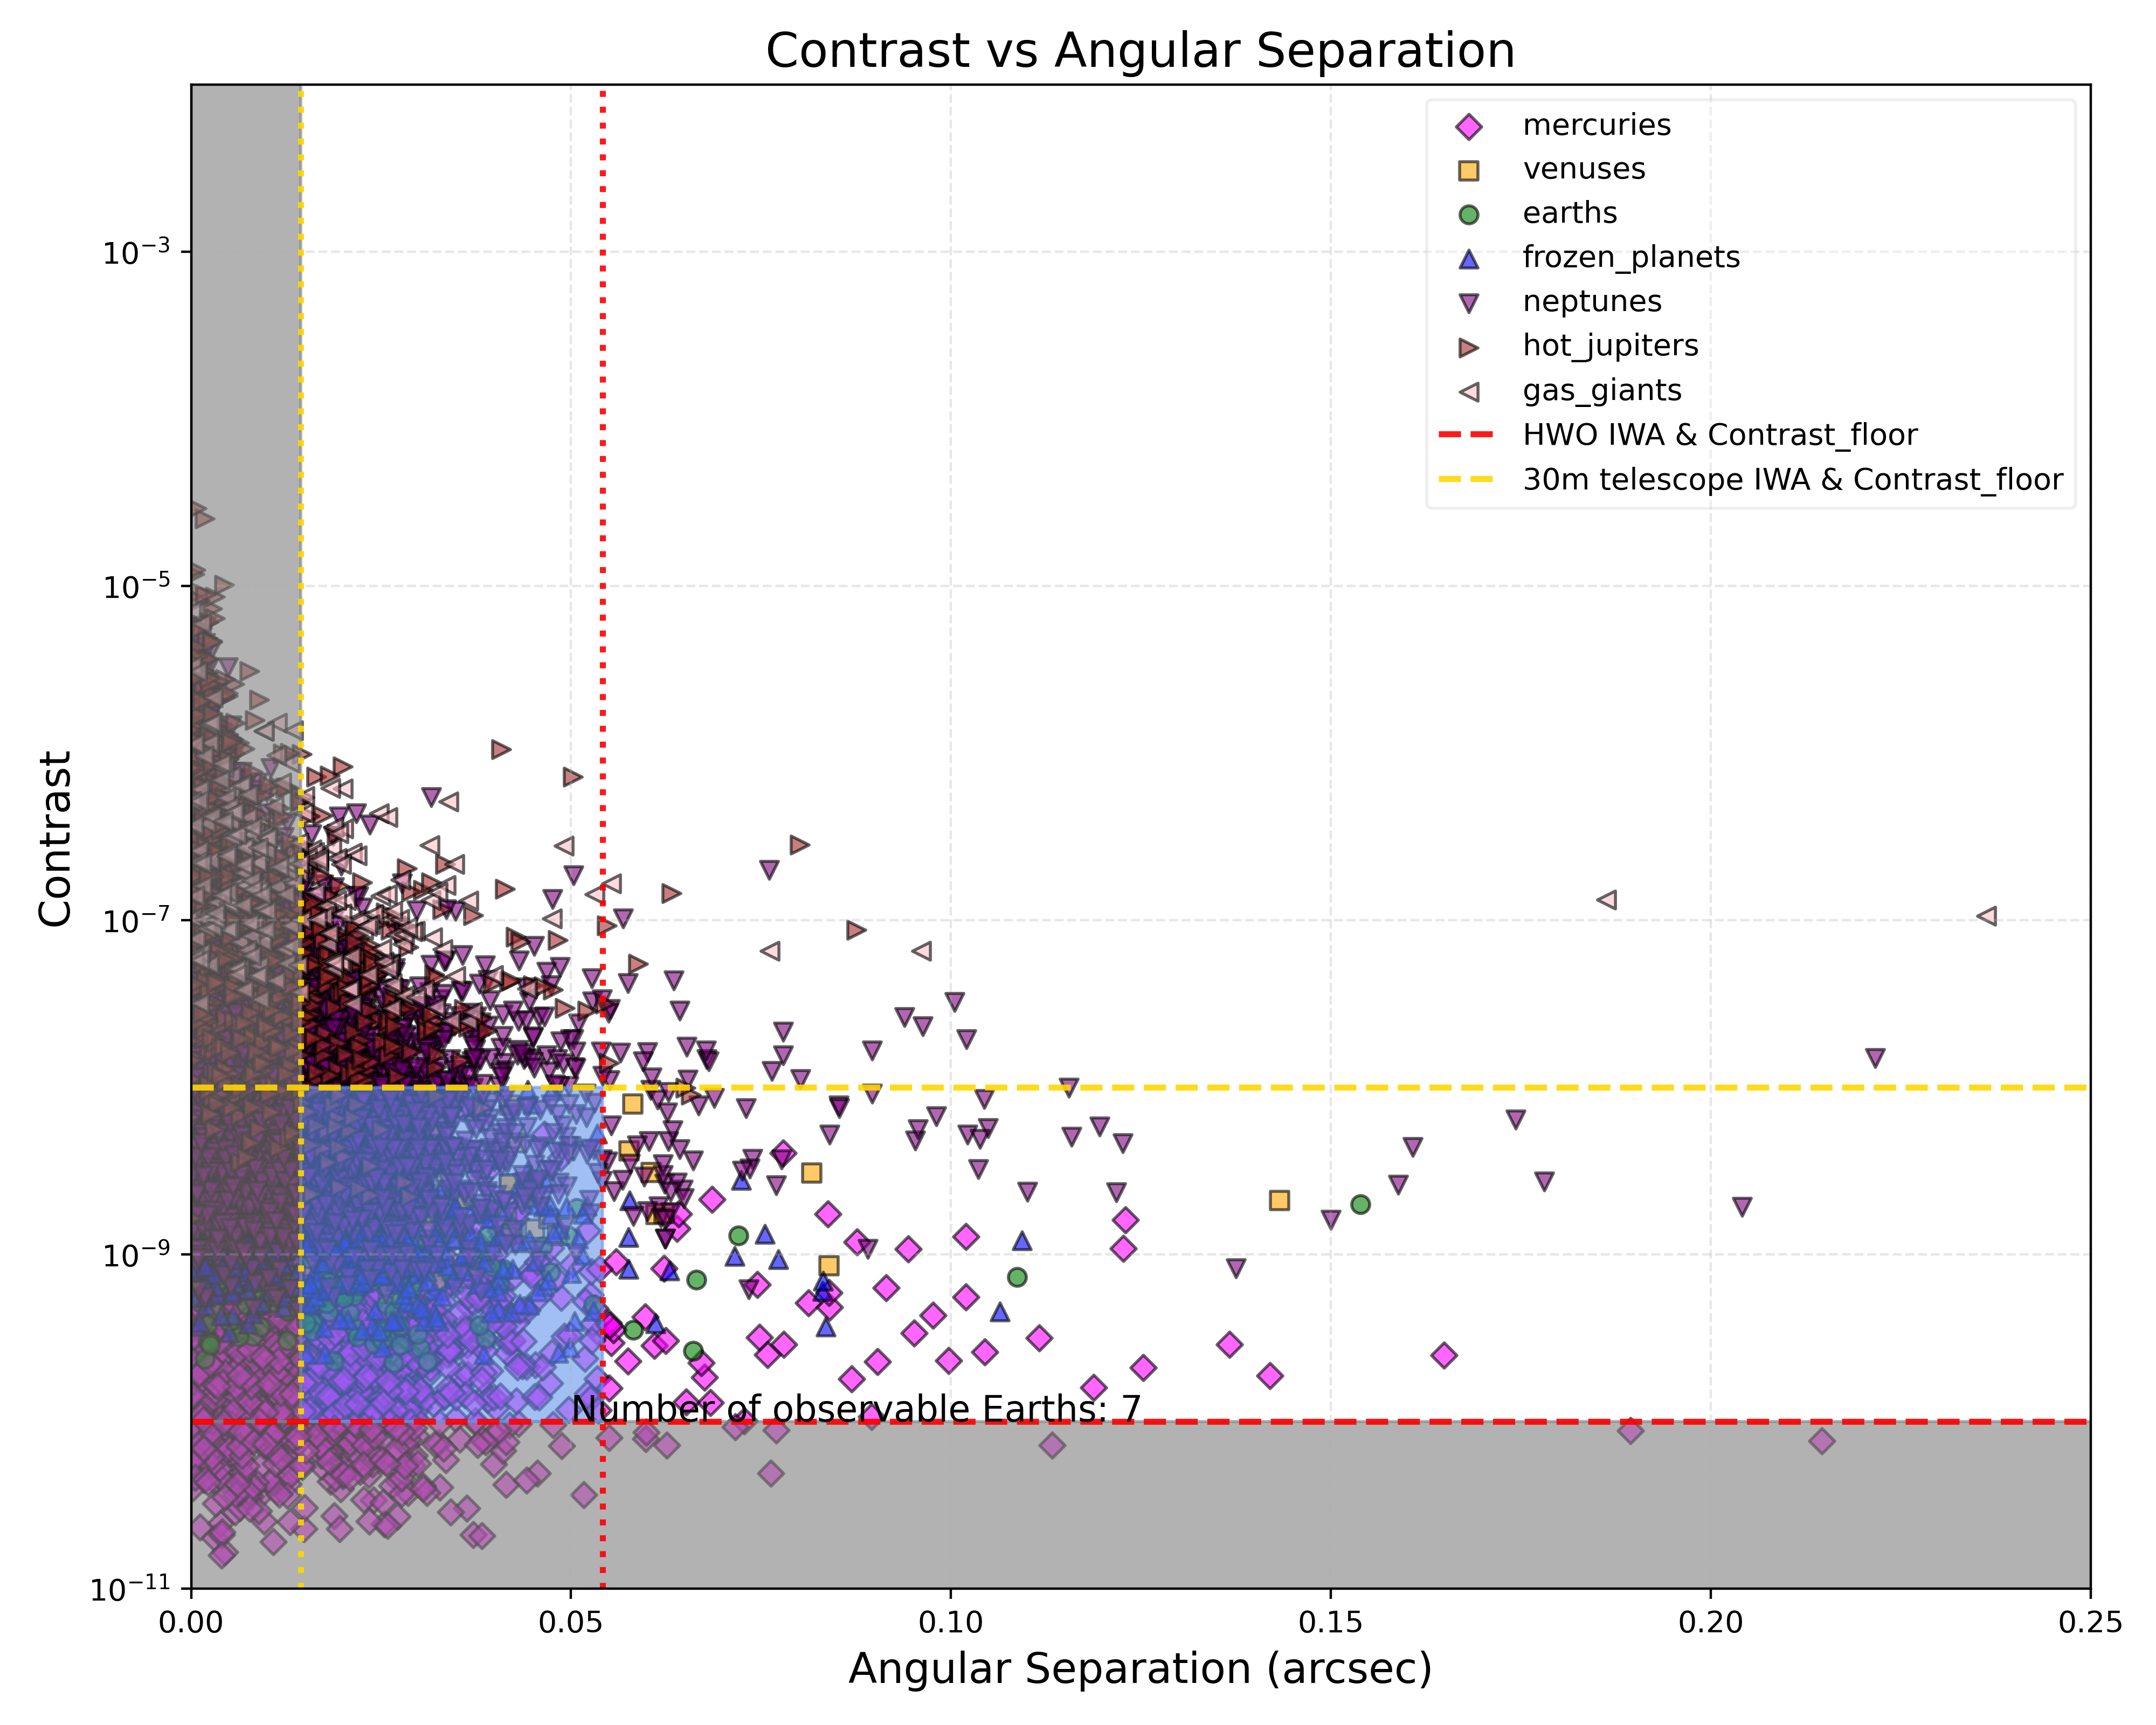 Contrast vs Angular Separation
mercuries
venuses
earths
frozen_planets
neptunes
hot_jupiters
gas_giants
HWO IWA & Contrast_floor
30m telescope IWA & Contrast_floor
Contrast
10⁻³
10⁻⁵
10⁻⁷
10⁻⁹
10⁻¹¹
Number of observable Earths: 7
0.00 0.05 0.10 0.15 0.20 0.25
Angular Separation (arcsec)